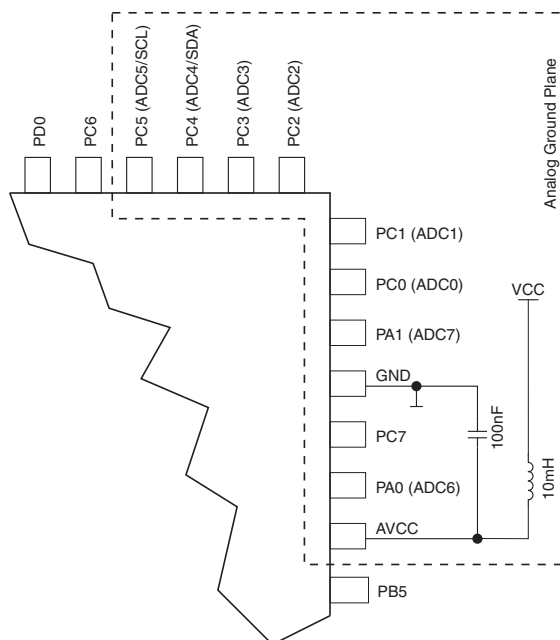 PD0
PC6
PC5 (ADC5/SCL)
PC4 (ADC4/SDA)
PC3 (ADC3)
PC2 (ADC2)
Analog Ground Plane
PC1 (ADC1)
PC0 (ADC0)
VCC
PA1 (ADC7)
GND
100nF
PC7
10mH
PA0 (ADC6)
AVCC
PB5